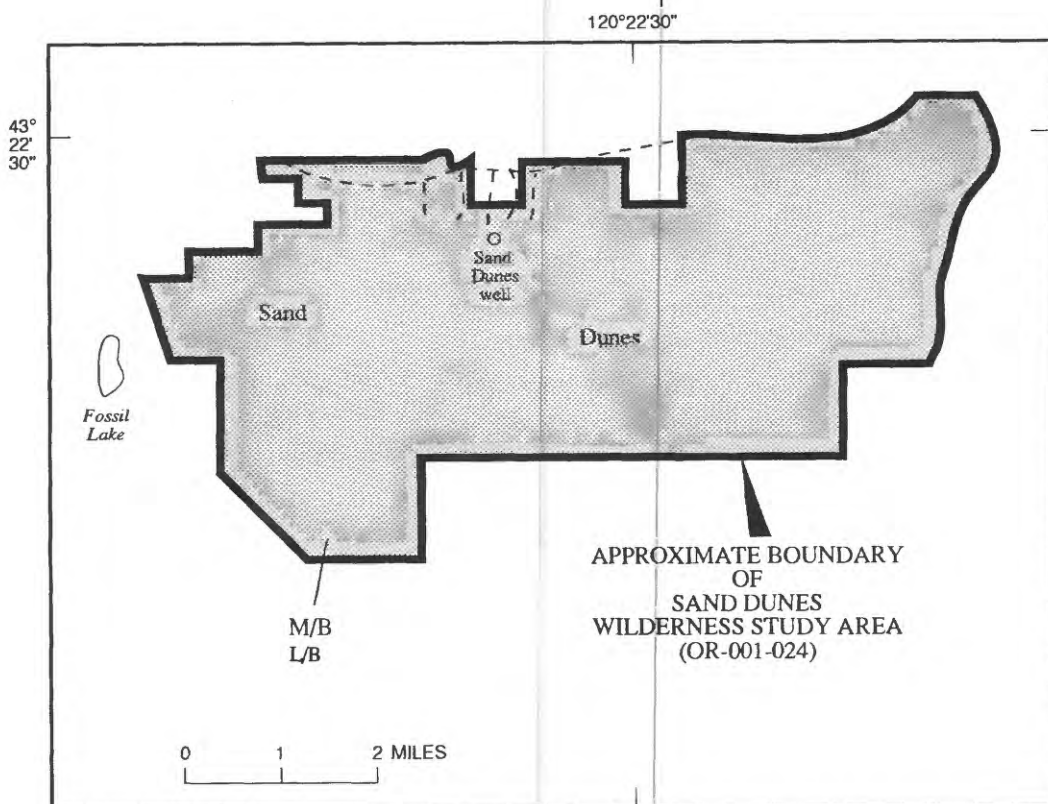 120°22'30"
43°
22'
30"
Sand
Dunes
well
Sand
Dunes
Fossil
Lake
APPROXIMATE BOUNDARY
OF
SAND DUNES
WILDERNESS STUDY AREA
(OR-001-024)
M/B
L/B
0 1 2 MILES